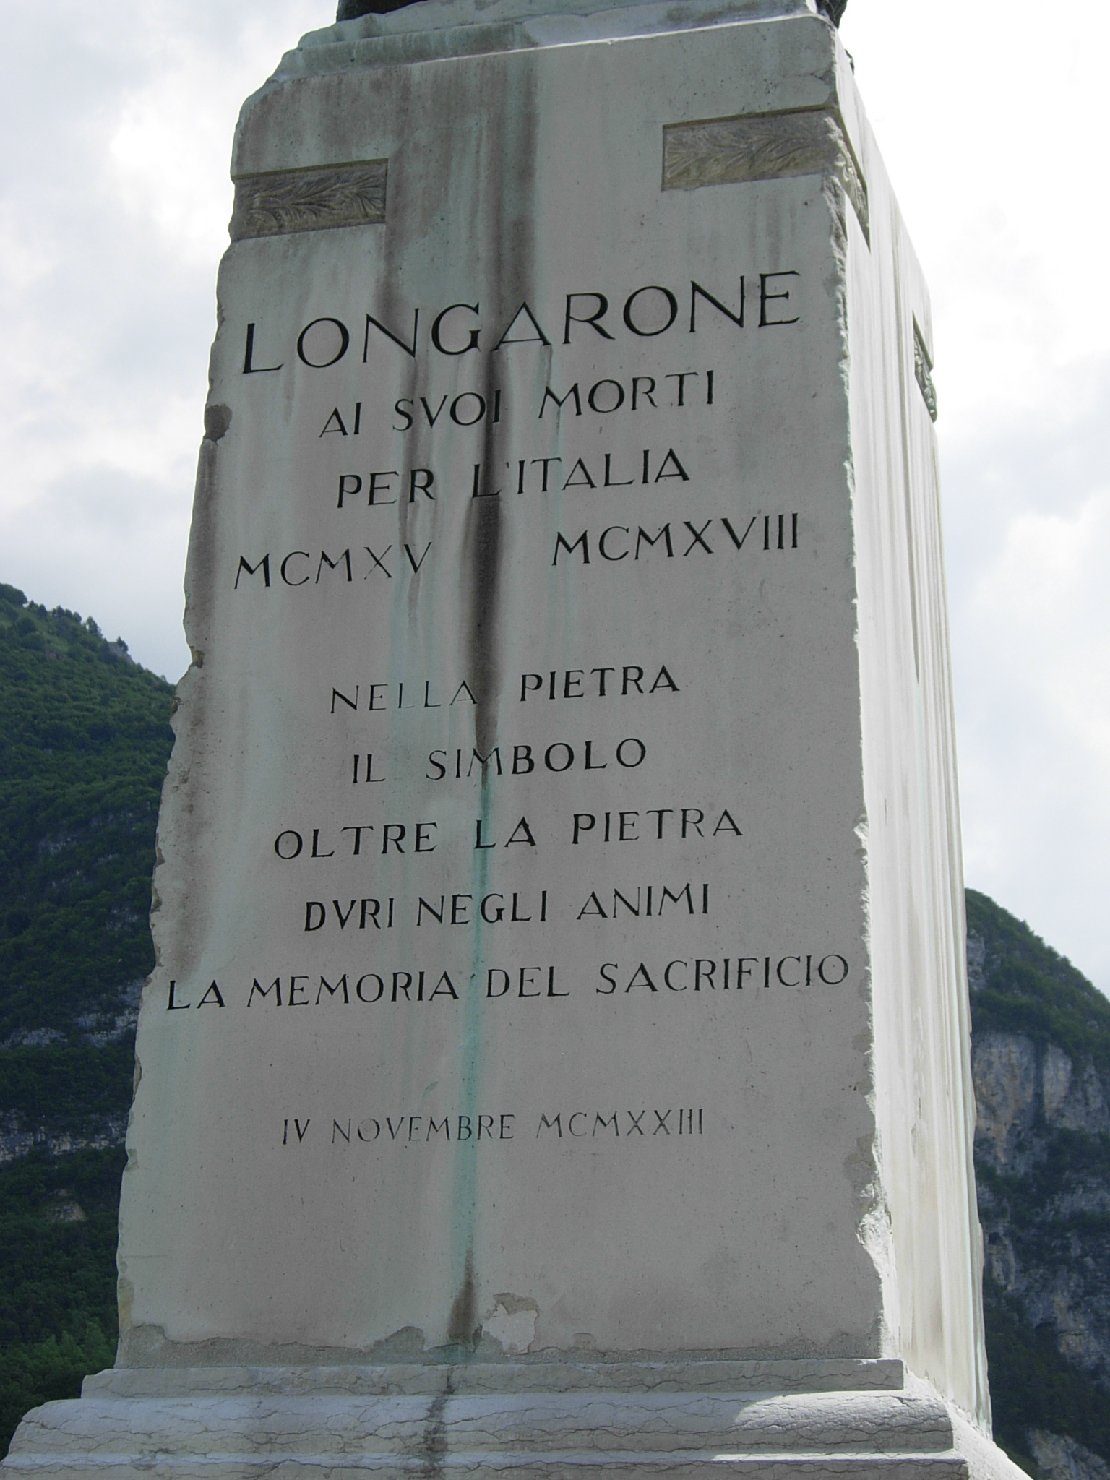 LONGARONE
AI SVOI MORTI
PER L'ITALIA
MCMXV MCMXVIII
NELLA PIETRA
IL SIMBOLO
OLTRE LA PIETRA
DVRI NEGLI ANIMI
LA MEMORIA DEL SACRIFICIO
IV NOVEMBRE MCMXXIII